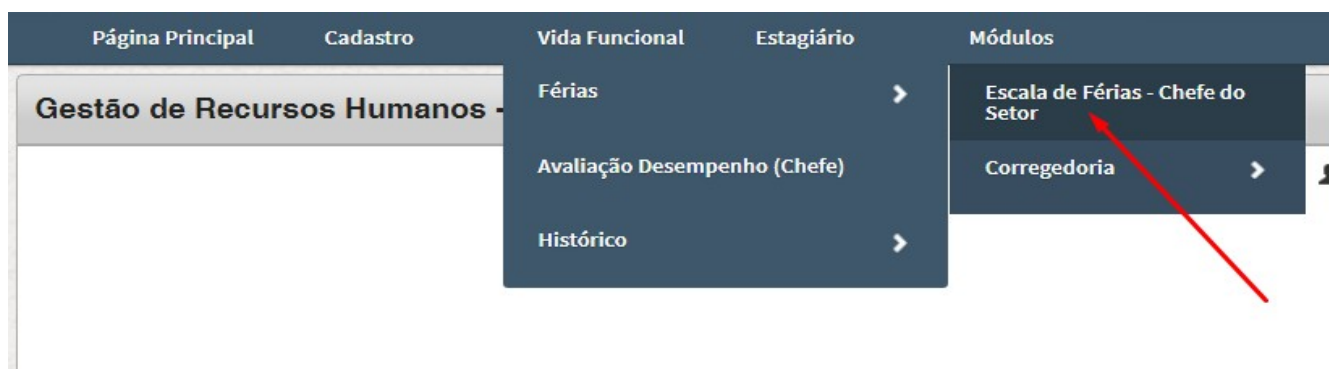 Página Principal Cadastro Vida Funcional Estagiário Módulos
Gestão de Recursos Humanos -
Férias
Avaliação Desempenho (Chefe)
Histórico
Escala de Férias - Chefe do
Setor
Corregedoria